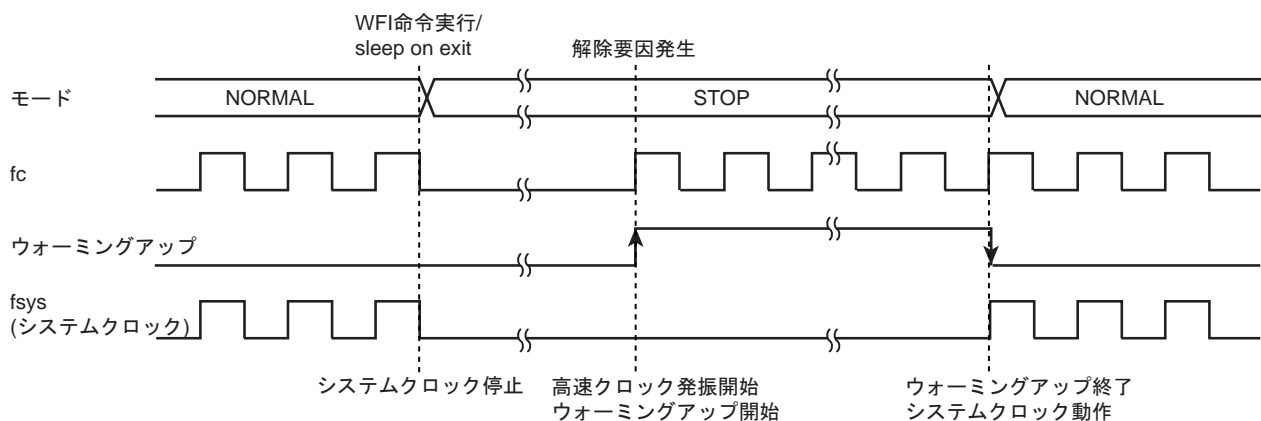 WFI命令実行/
sleep on exit
解除要因発生
モード
NORMAL
STOP
NORMAL
fc
ウォーミングアップ
fsys
(システムクロック)
システムクロック停止
高速クロック発振開始
ウォーミングアップ開始
ウォーミングアップ終了
システムクロック動作